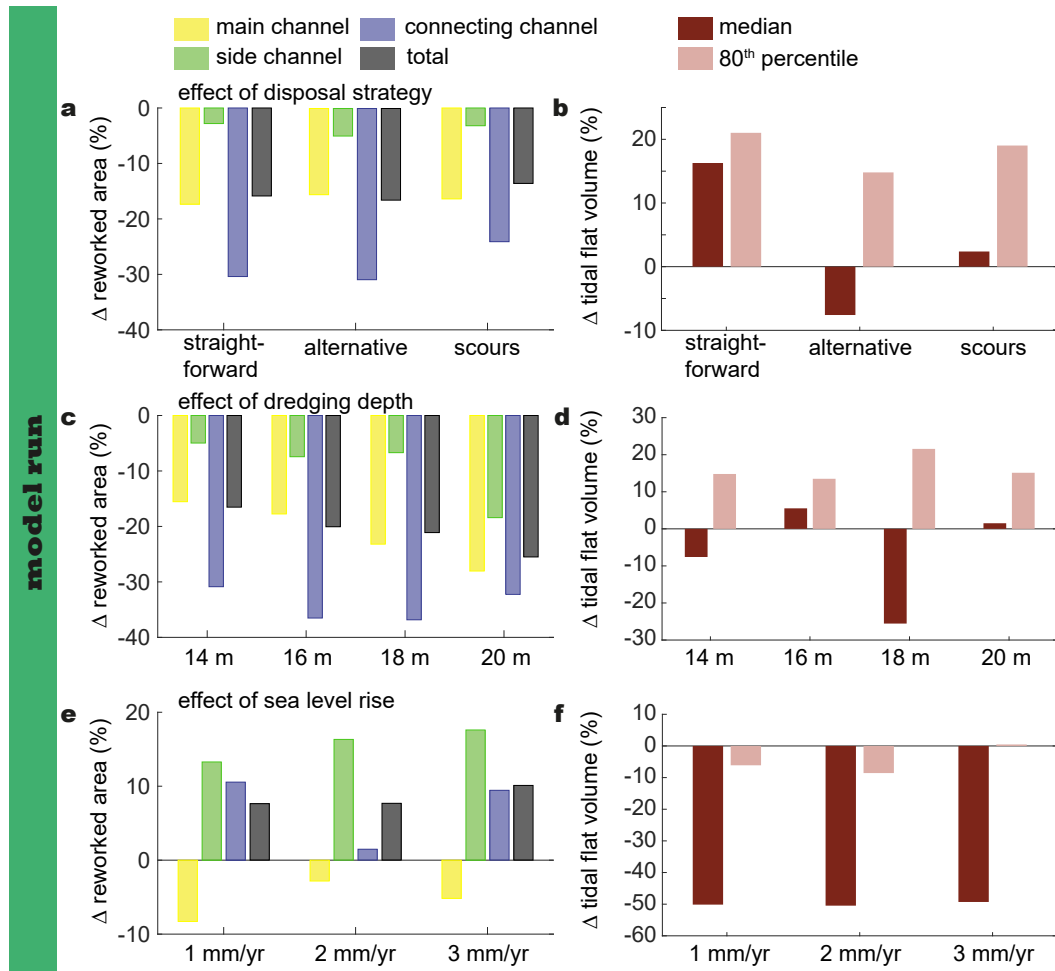 main channel
connecting channel
side channel
total
median
80th percentile
model run
a
effect of disposal strategy
Δ reworked area (%)
0
-10
-20
-30
-40
straight-
forward
alternative
scours
b
Δ tidal flat volume (%)
20
10
0
-10
straight-
forward
alternative
scours
c
effect of dredging depth
Δ reworked area (%)
0
-10
-20
-30
-40
14 m
16 m
18 m
20 m
d
Δ tidal flat volume (%)
30
20
10
0
-10
-20
-30
14 m
16 m
18 m
20 m
e
effect of sea level rise
Δ reworked area (%)
20
10
0
-10
1 mm/yr
2 mm/yr
3 mm/yr
f
Δ tidal flat volume (%)
10
0
-10
-20
-30
-40
-50
-60
1 mm/yr
2 mm/yr
3 mm/yr